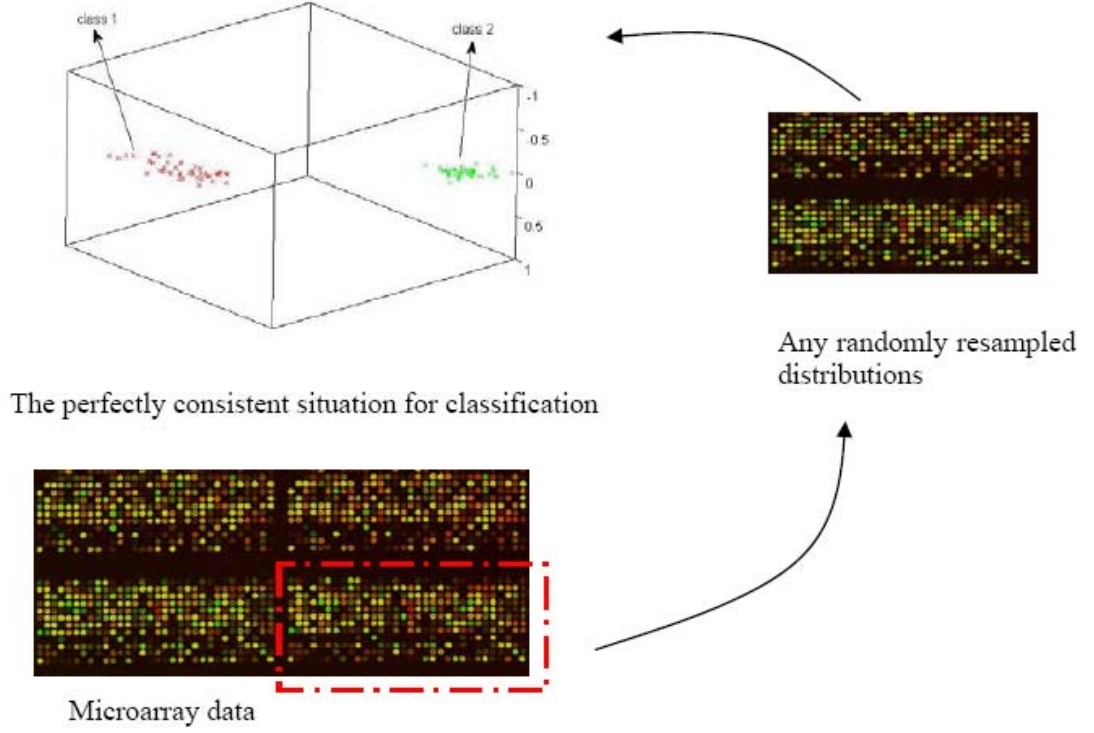 class 1
class 2
-1
-0.5
0
0.5
1
Any randomly resampled
distributions
The perfectly consistent situation for classification
Microarray data